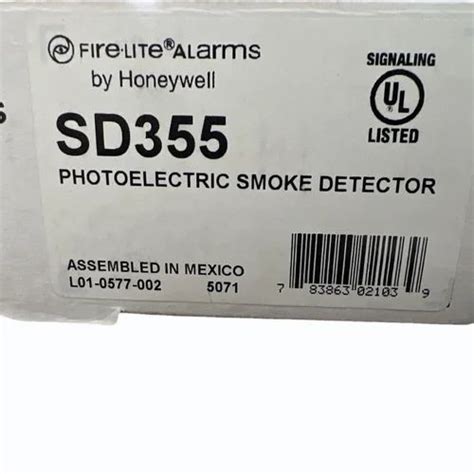 FIRE·LITE® ALARMS
by Honeywell
SD355
PHOTOELECTRIC SMOKE DETECTOR
SIGNALING
UL
LISTED
ASSEMBLED IN MEXICO
L01-0577-002 5071
7 83863 02103 9
S